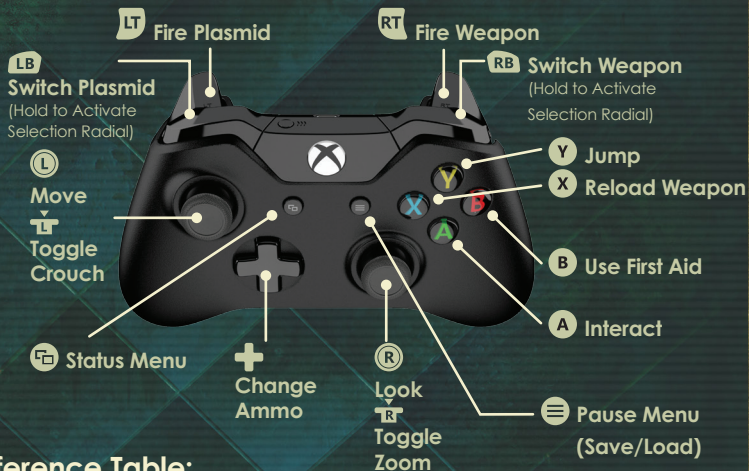 LT Fire Plasmid
RT Fire Weapon
LB
Switch Plasmid
(Hold to Activate
Selection Radial)
RB Switch Weapon
(Hold to Activate
Selection Radial)
L
Move
L
Toggle
Crouch
Y Jump
X Reload Weapon
Y
X
B
A
B Use First Aid
A Interact
Status Menu
Change
Ammo
R
Look
R
Toggle
Zoom
Pause Menu
(Save/Load)
ference Table: